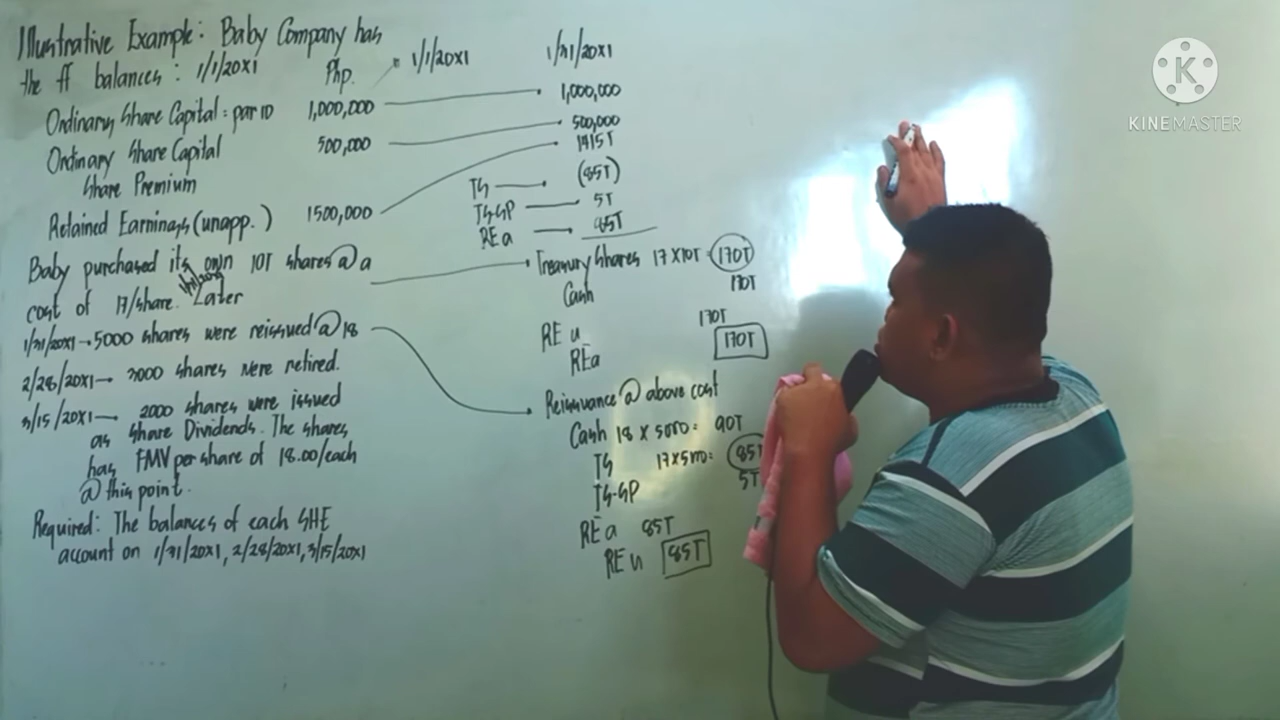 Illustrative Example: Baby Company has
the ff balances: 1/1/20X1
Php.
1/1/20X1
1/31/20X1
Ordinary Share Capital: par 10 1,000,000
1,000,000
Ordinary Share Capital 500,000
Share Premium
500,000
Retained Earnings (unapp.) 1500,000
1415T
TS (85T)
TS-SP 5T
RE a 85T
Baby purchased its own 10T shares @ a
cost of 17/share. Later
1/31/20X1 → 5000 shares were reissued @ 18
2/28/20X1 — 3000 shares were retired.
3/15/20X1 — 2000 shares were issued
as share Dividends. The shares
has FMV per share of 18.00/each
@ this point.
Required: The balances of each SHE
account on 1/31/20X1, 2/28/20X1, 3/15/20X1
Treasury Shares 17 X 10T = 170T
Cash 170T
RE u 170T
REa 170T
Reissuance @ above cost
Cash 18 X 5000 = 90T
TS 17 X 5000 = 85T
TS-SP 5T
RE a 85T
RE u 85T
K
KINEMASTER